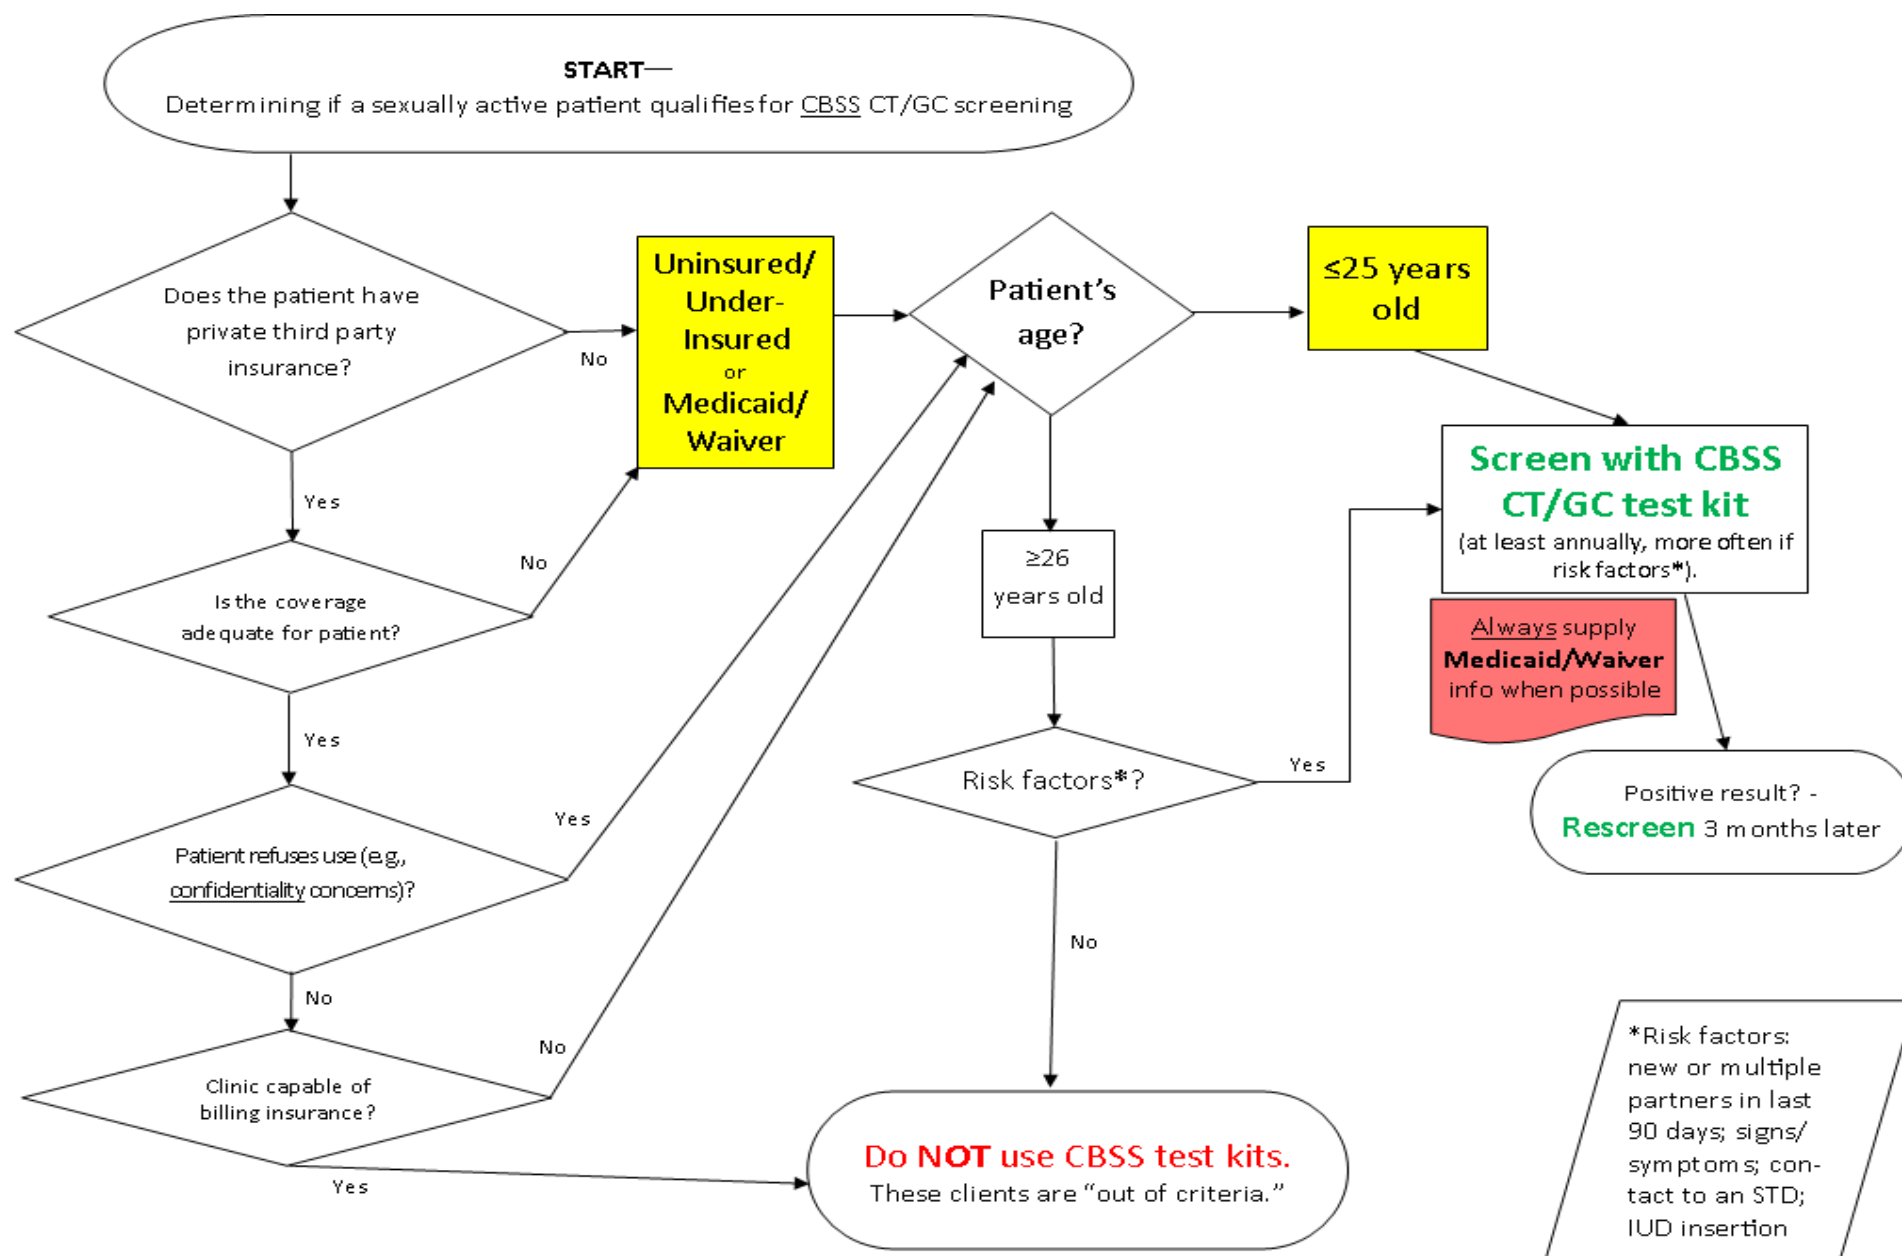 START—
Determining if a sexually active patient qualifies for CBSS CT/GC screening
Does the patient have
private third party
insurance?
No
Yes
Uninsured/
Under-
Insured
or
Medicaid/
Waiver
Patient's
age?
≤25 years
old
Is the coverage
adequate for patient?
No
Yes
≥26
years old
Screen with CBSS
CT/GC test kit
(at least annually, more often if
risk factors*).
Always supply
Medicaid/Waiver
info when possible
Patient refuses use (e.g.,
confidentiality concerns)?
Yes
No
Risk factors*?
Yes
No
Positive result? -
Rescreen 3 months later
Clinic capable of
billing insurance?
No
Yes
Do NOT use CBSS test kits.
These clients are “out of criteria.”
*Risk factors:
new or multiple
partners in last
90 days; signs/
symptoms; con-
tact to an STD;
IUD insertion